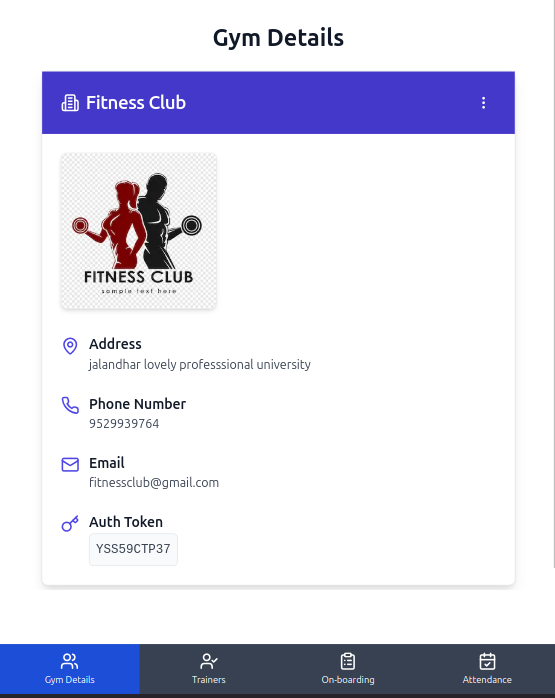 Gym Details
Fitness Club
FITNESS CLUB
sample text here
Address
jalandhar lovely professsional university
Phone Number
9529939764
Email
fitnessclub@gmail.com
Auth Token
YSS59CTP37
Gym Details
Trainers
On-boarding
Attendance